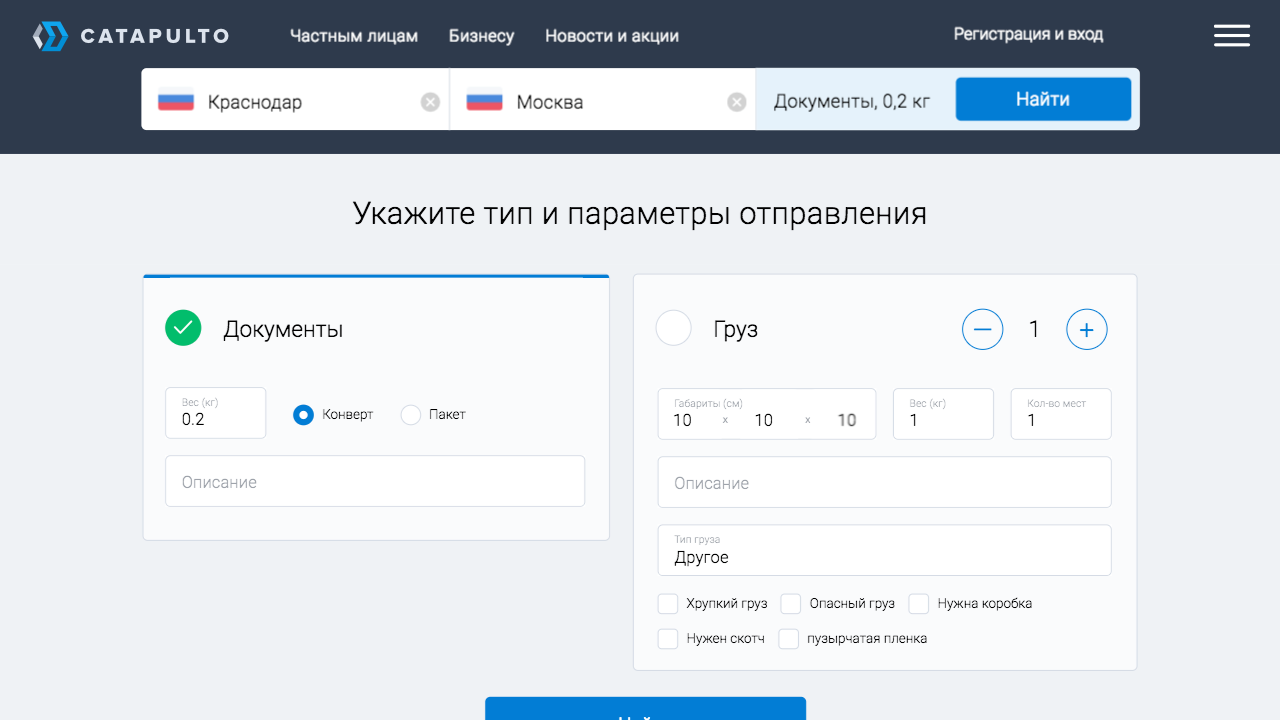 CATAPULTO
Частным лицам
Бизнесу
Новости и акции
Регистрация и вход
Краснодар
Москва
Документы, 0,2 кг
Найти
Укажите тип и параметры отправления
Документы
Вес (кг)
0.2
Конверт
Пакет
Описание
Груз
1
Габариты (см)
10 x 10 x 10
Вес (кг)
1
Кол-во мест
1
Описание
Тип груза
Другое
Хрупкий груз
Опасный груз
Нужна коробка
Нужен скотч
пузырчатая пленка